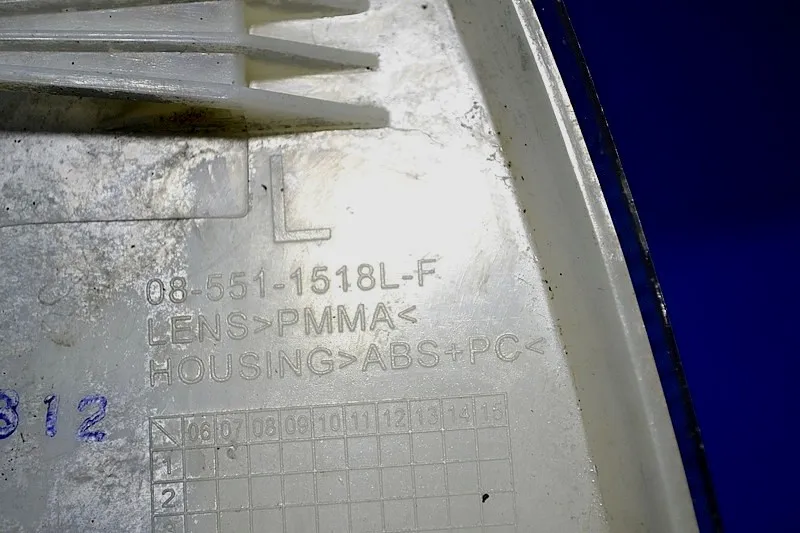 L
08-551-1518L-F
LENS>PMMA<
HOUSING>ABS+PC<
812
06 07 08 09 10 11 12 13 14 15
1
2